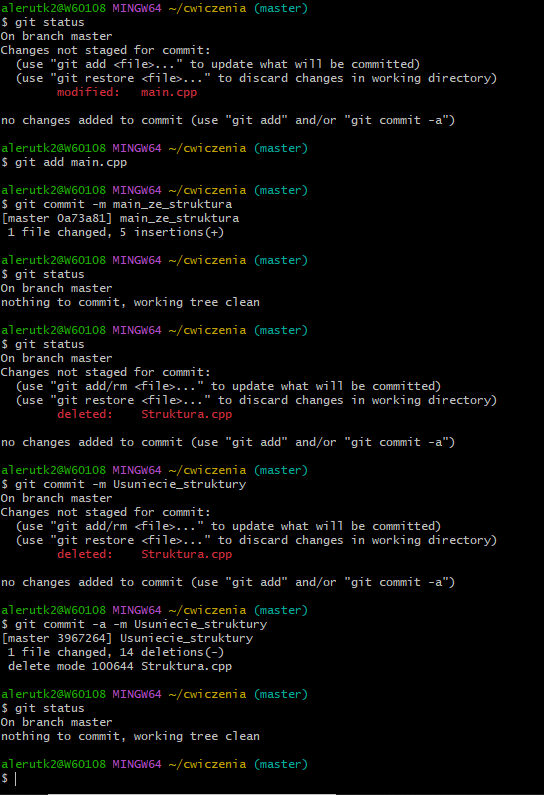 alerutk2@W60108 MINGW64 ~/cwiczenia (master)
$ git status
On branch master
Changes not staged for commit:
  (use "git add <file>..." to update what will be committed)
  (use "git restore <file>..." to discard changes in working directory)
        modified:   main.cpp

no changes added to commit (use "git add" and/or "git commit -a")

alerutk2@W60108 MINGW64 ~/cwiczenia (master)
$ git add main.cpp

alerutk2@W60108 MINGW64 ~/cwiczenia (master)
$ git commit -m main_ze_struktura
[master 0a73a81] main_ze_struktura
 1 file changed, 5 insertions(+)

alerutk2@W60108 MINGW64 ~/cwiczenia (master)
$ git status
On branch master
nothing to commit, working tree clean

alerutk2@W60108 MINGW64 ~/cwiczenia (master)
$ git status
On branch master
Changes not staged for commit:
  (use "git add/rm <file>..." to update what will be committed)
  (use "git restore <file>..." to discard changes in working directory)
        deleted:    Struktura.cpp

no changes added to commit (use "git add" and/or "git commit -a")

alerutk2@W60108 MINGW64 ~/cwiczenia (master)
$ git commit -m Usuniecie_struktury
On branch master
Changes not staged for commit:
  (use "git add/rm <file>..." to update what will be committed)
  (use "git restore <file>..." to discard changes in working directory)
        deleted:    Struktura.cpp

no changes added to commit (use "git add" and/or "git commit -a")

alerutk2@W60108 MINGW64 ~/cwiczenia (master)
$ git commit -a -m Usuniecie_struktury
[master 3967264] Usuniecie_struktury
 1 file changed, 14 deletions(-)
 delete mode 100644 Struktura.cpp

alerutk2@W60108 MINGW64 ~/cwiczenia (master)
$ git status
On branch master
nothing to commit, working tree clean

alerutk2@W60108 MINGW64 ~/cwiczenia (master)
$